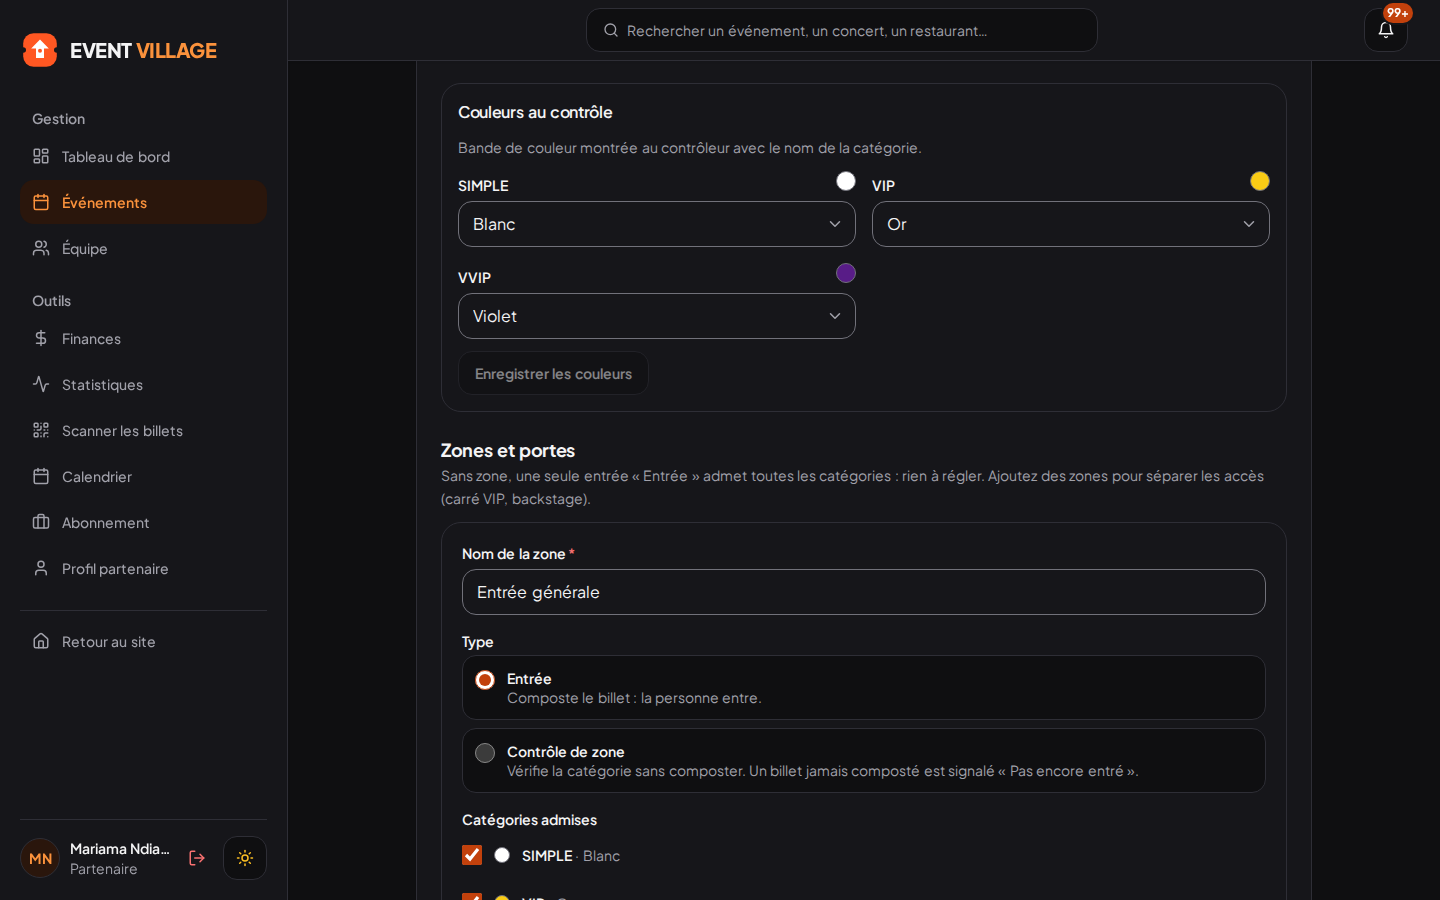 EVENT VILLAGE
Gestion
Tableau de bord
Événements
Équipe
Outils
Finances
Statistiques
Scanner les billets
Calendrier
Abonnement
Profil partenaire
Retour au site
MN
Mariama Ndia...
Partenaire
Rechercher un événement, un concert, un restaurant...
99+
Couleurs au contrôle
Bande de couleur montrée au contrôleur avec le nom de la catégorie.
SIMPLE
Blanc
VIP
Or
VVIP
Violet
Enregistrer les couleurs
Zones et portes
Sans zone, une seule entrée « Entrée » admet toutes les catégories : rien à régler. Ajoutez des zones pour séparer les accès
(carré VIP, backstage).
Nom de la zone *
Entrée générale
Type
Entrée
Composte le billet : la personne entre.
Contrôle de zone
Vérifie la catégorie sans composter. Un billet jamais composté est signalé « Pas encore entré ».
Catégories admises
SIMPLE · Blanc